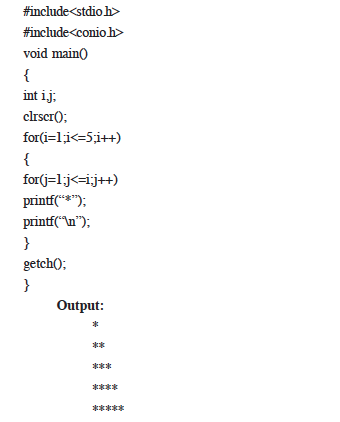 #include<stdio.h>
#include<conio.h>
void main()
{
int i,j;
clrscr();
for(i=1;i<=5;i++)
{
for(j=1;j<=i;j++)
printf(“*”);
printf(“\n”);
}
getch();
}
Output:
*
**
***
****
*****